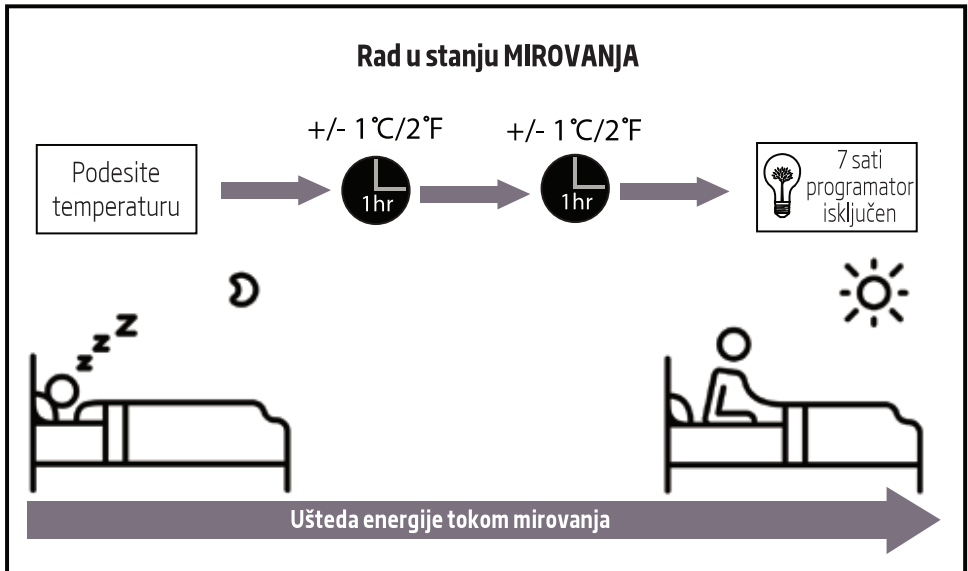 Rad u stanju MIROVANJA
+/- 1°C/2°F
+/- 1°C/2°F
Podesite
temperaturu
1hr
1hr
7 sati
programator
isključen
z z Z
Ušteda energije tokom mirovanja